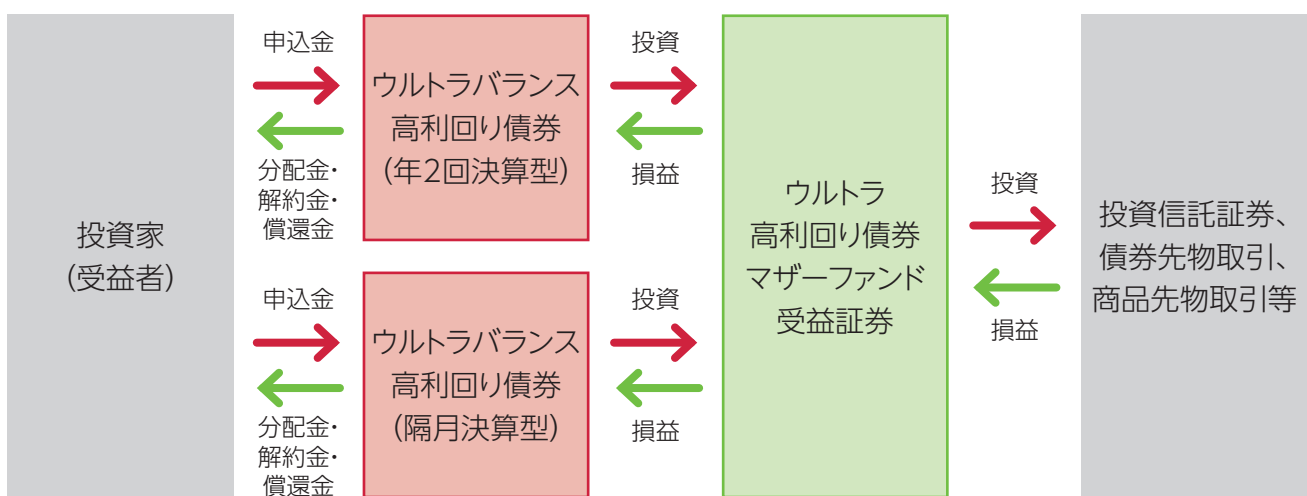 投資家
(受益者)
申込金
分配金・
解約金・
償還金
ウルトラバランス
高利回り債券
(年2回決算型)
投資
損益
申込金
分配金・
解約金・
償還金
ウルトラバランス
高利回り債券
(隔月決算型)
投資
損益
ウルトラ
高利回り債券
マザーファンド
受益証券
投資
損益
投資信託証券、
債券先物取引、
商品先物取引等